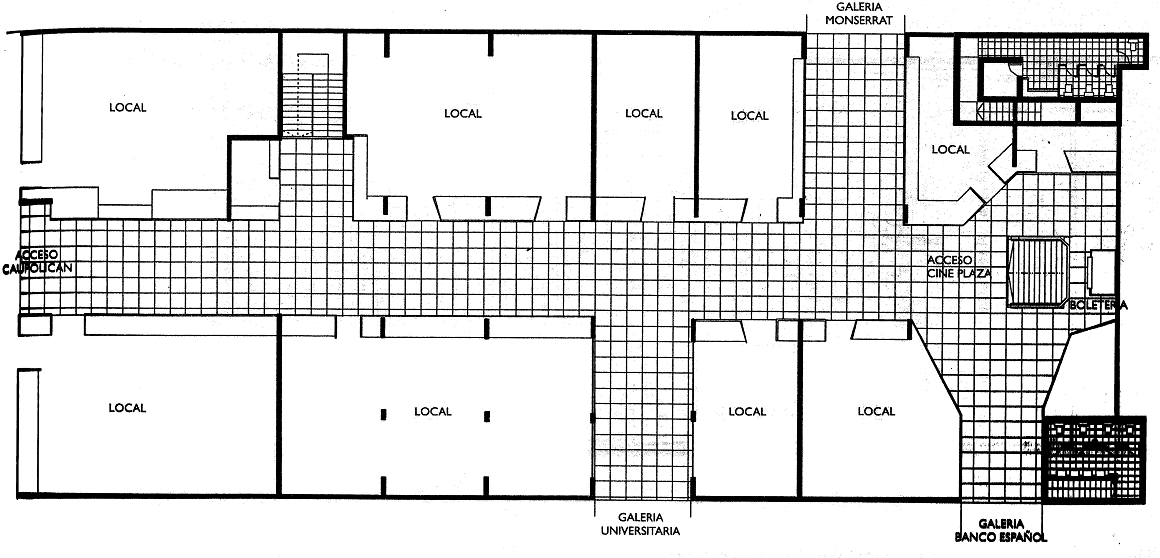 GALERIA
MONSERRAT
LOCAL
LOCAL
LOCAL
LOCAL
LOCAL
ACCESO
CAUPOLICAN
ACCESO
CINE PLAZA
BOLETERIA
LOCAL
LOCAL
LOCAL
LOCAL
GALERIA
UNIVERSITARIA
GALERIA
BANCO ESPAÑOL